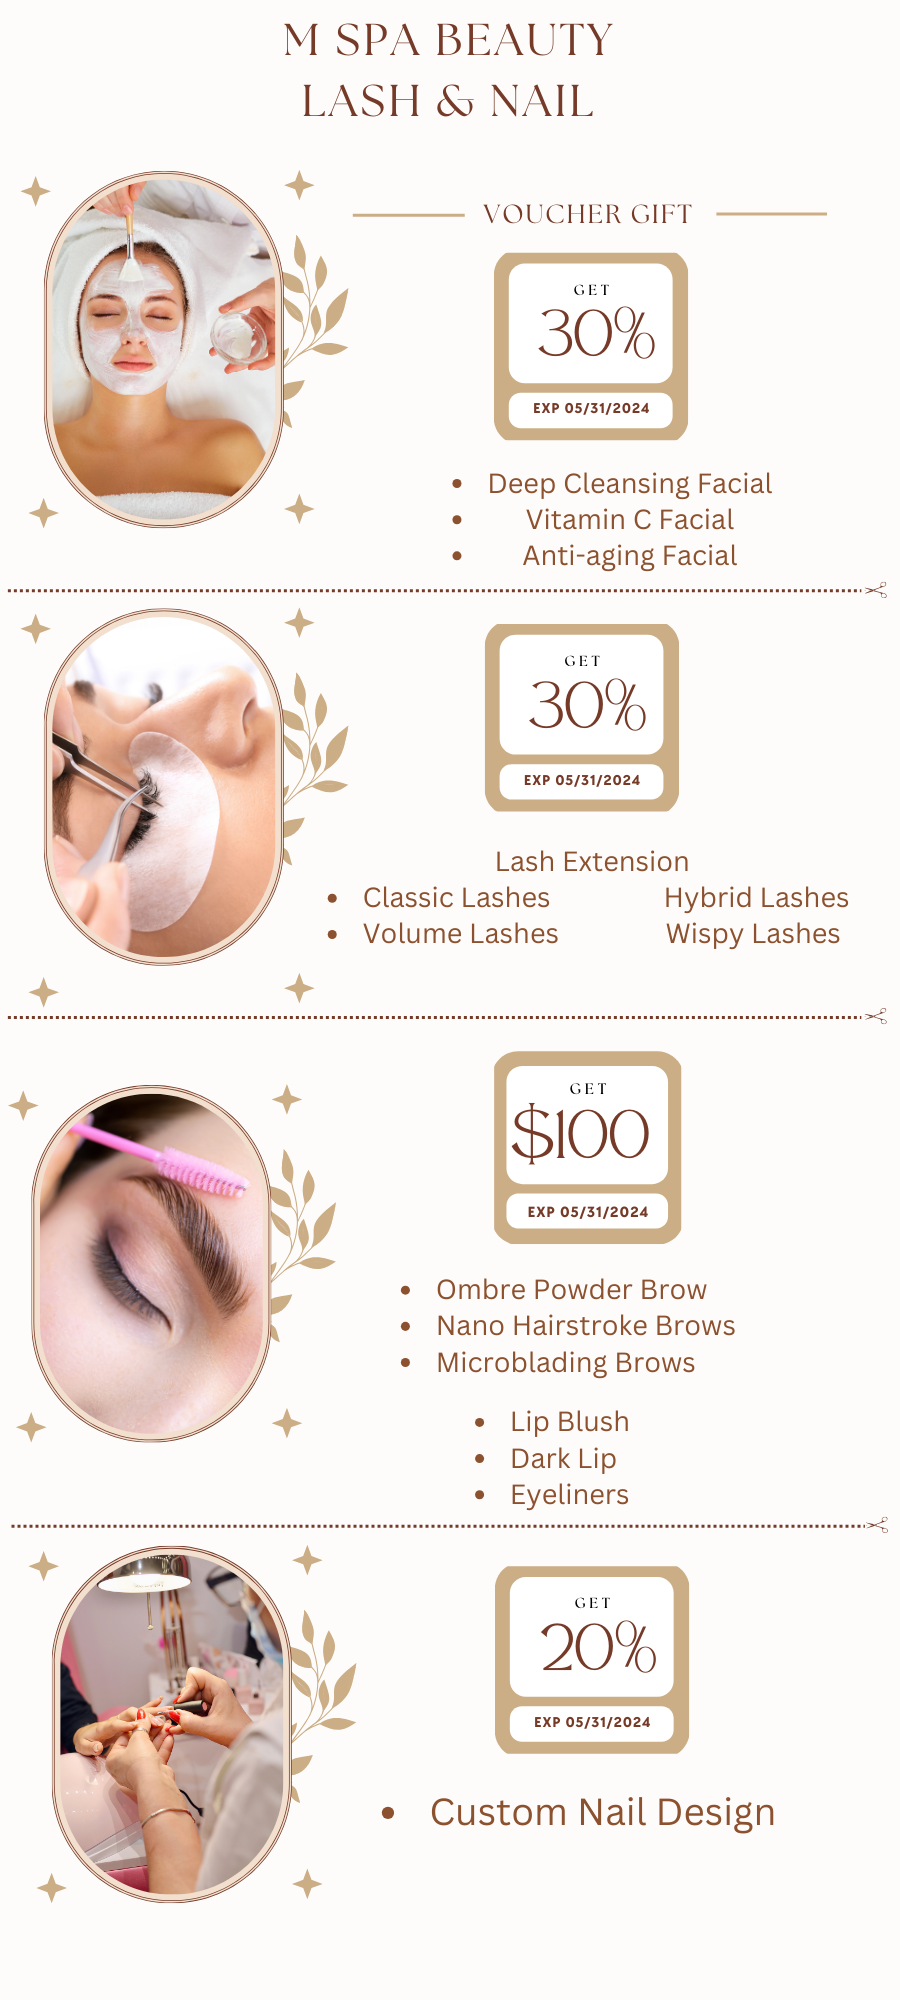 M SPA BEAUTY
LASH & NAIL
VOUCHER GIFT
GET
30%
EXP 05/31/2024
• Deep Cleansing Facial
• Vitamin C Facial
• Anti-aging Facial
GET
30%
EXP 05/31/2024
Lash Extension
• Classic Lashes Hybrid Lashes
• Volume Lashes Wispy Lashes
GET
$100
EXP 05/31/2024
• Ombre Powder Brow
• Nano Hairstroke Brows
• Microblading Brows
• Lip Blush
• Dark Lip
• Eyeliners
GET
20%
EXP 05/31/2024
• Custom Nail Design